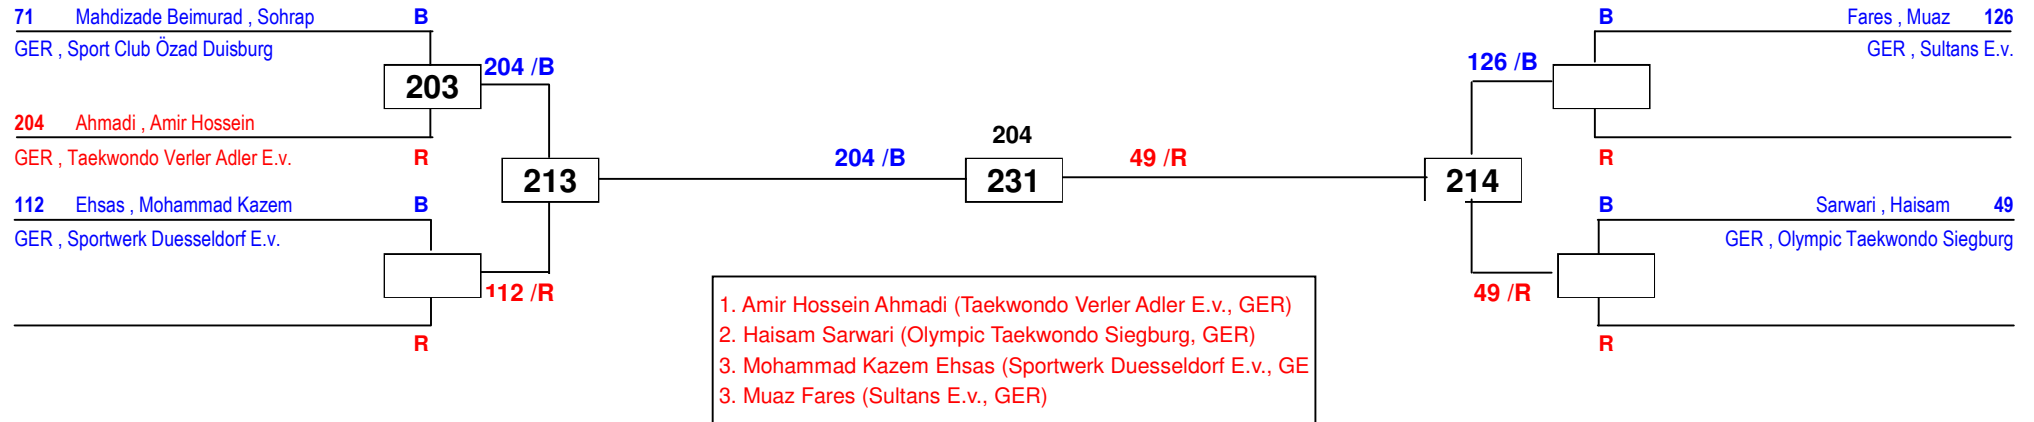 71 Mahdizade Beimurad , Sohrap B
GER , Sport Club Özad Duisburg
203
204 /B
204 Ahmadi , Amir Hossein
GER , Taekwondo Verler Adler E.v. R
213
112 Ehsas , Mohammad Kazem B
GER , Sportwerk Duesseldorf E.v.
112 /R
R
204 /B
204
231
49 /R
B Fares , Muaz 126
GER , Sultans E.v.
126 /B
R
214
B Sarwari , Haisam 49
GER , Olympic Taekwondo Siegburg
49 /R
R
1. Amir Hossein Ahmadi (Taekwondo Verler Adler E.v., GER)
2. Haisam Sarwari (Olympic Taekwondo Siegburg, GER)
3. Mohammad Kazem Ehsas (Sportwerk Duesseldorf E.v., GE
3. Muaz Fares (Sultans E.v., GER)